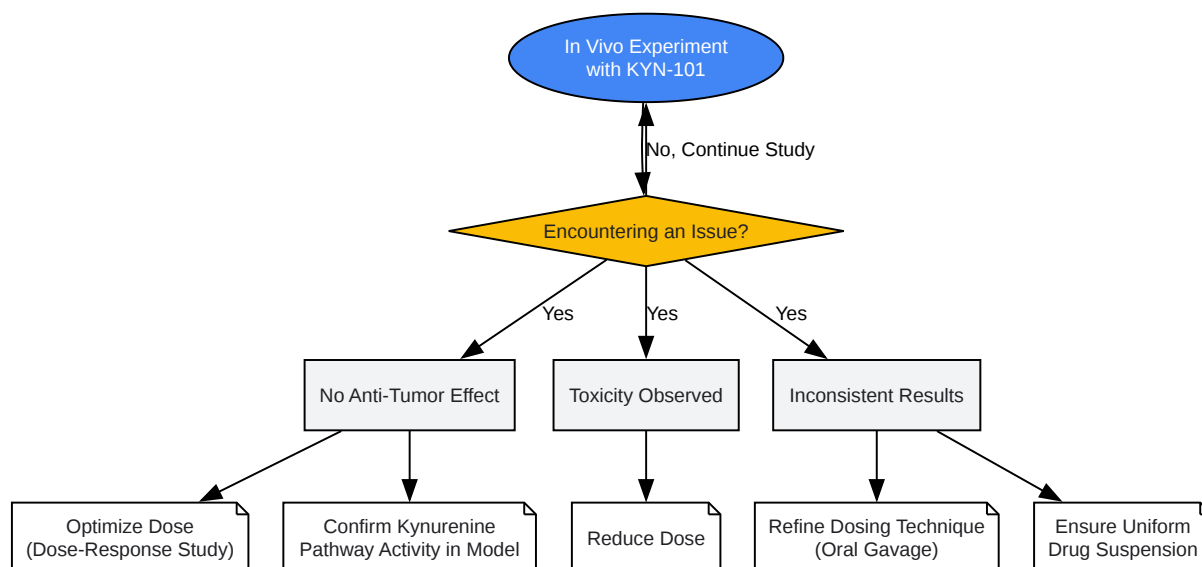 In Vivo Experiment
with KYN-101
No, Continue Study
Encountering an Issue?
Yes
Yes
Yes
No Anti-Tumor Effect
Toxicity Observed
Inconsistent Results
Optimize Dose
(Dose-Response Study)
Confirm Kynurenine
Pathway Activity in Model
Reduce Dose
Refine Dosing Technique
(Oral Gavage)
Ensure Uniform
Drug Suspension